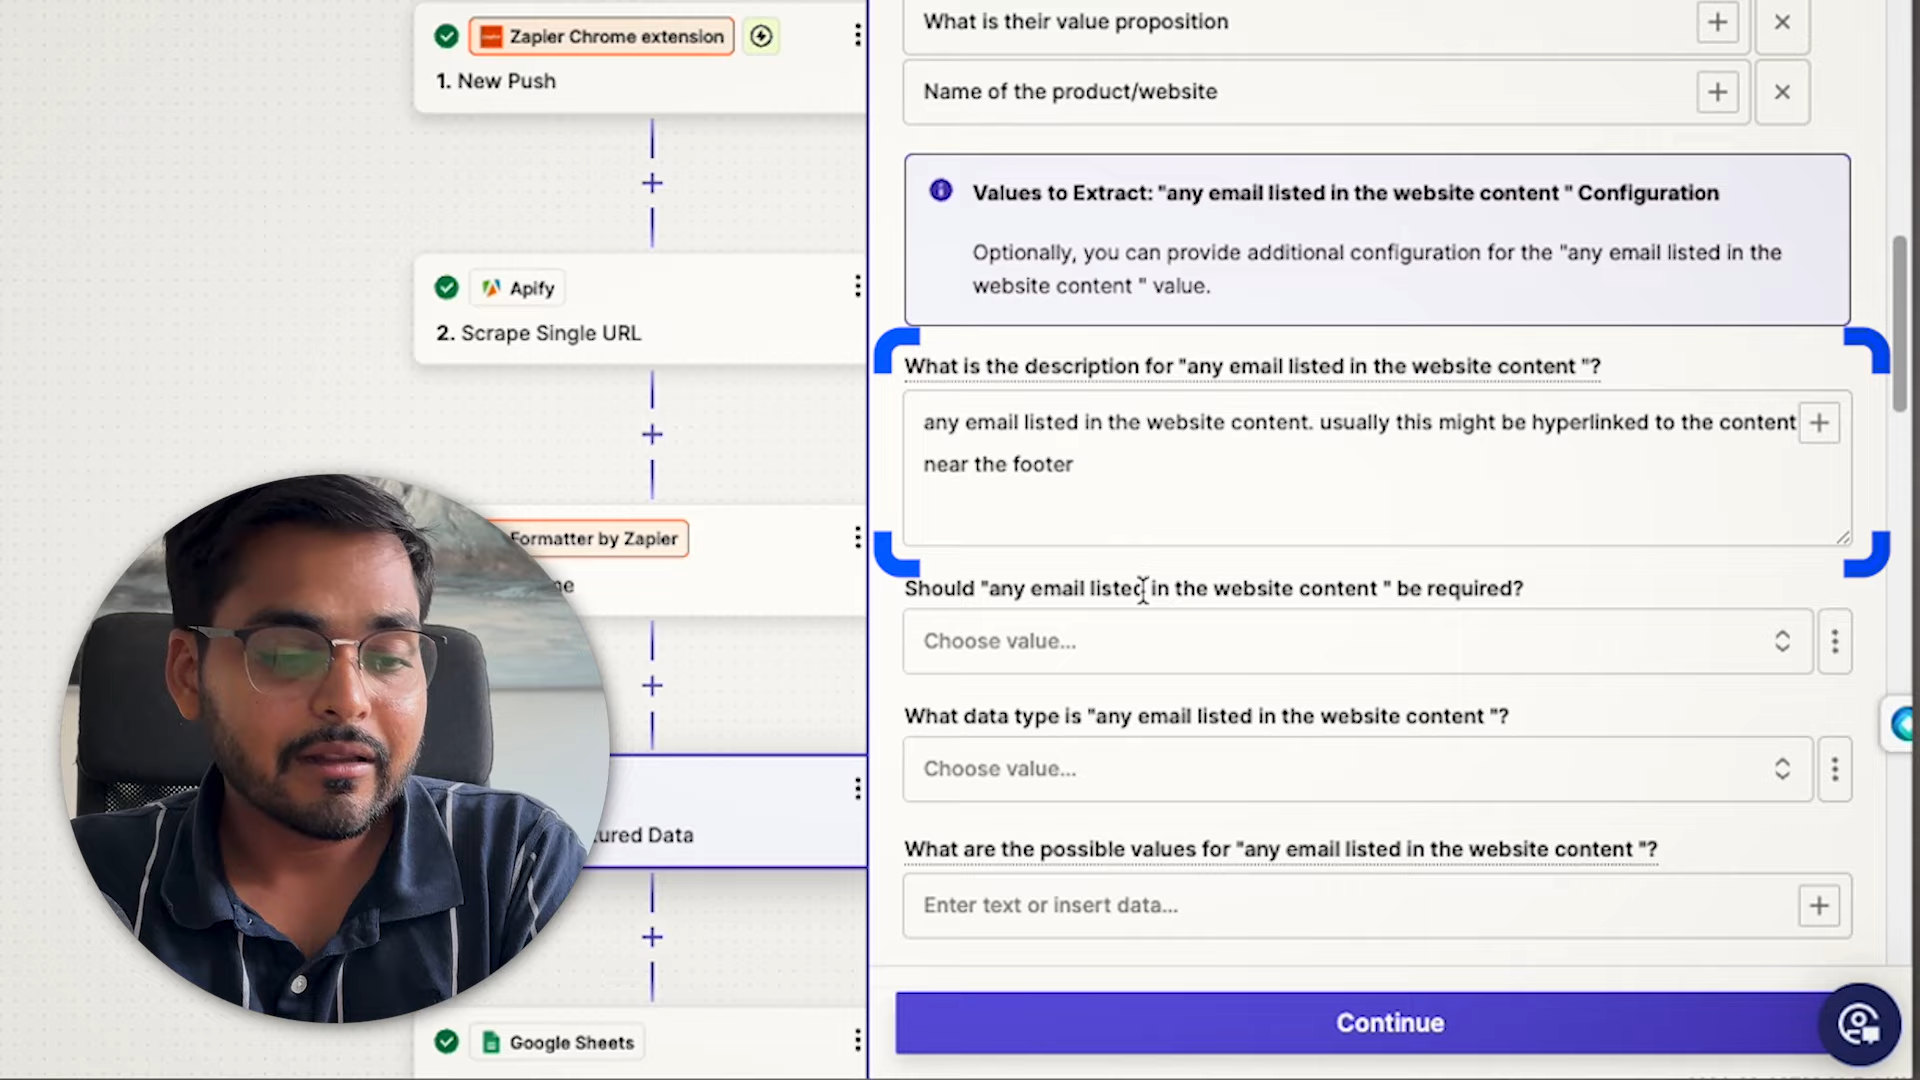 Zapier Chrome extension
1. New Push
Apify
2. Scrape Single URL
Formatter by Zapier
me
ured Data
Google Sheets
What is their value proposition
Name of the product/website
Values to Extract: "any email listed in the website content " Configuration
Optionally, you can provide additional configuration for the "any email listed in the
website content " value.
What is the description for "any email listed in the website content "?
any email listed in the website content. usually this might be hyperlinked to the content
near the footer
Should "any email listed in the website content " be required?
Choose value...
What data type is "any email listed in the website content "?
Choose value...
What are the possible values for "any email listed in the website content "?
Enter text or insert data...
Continue